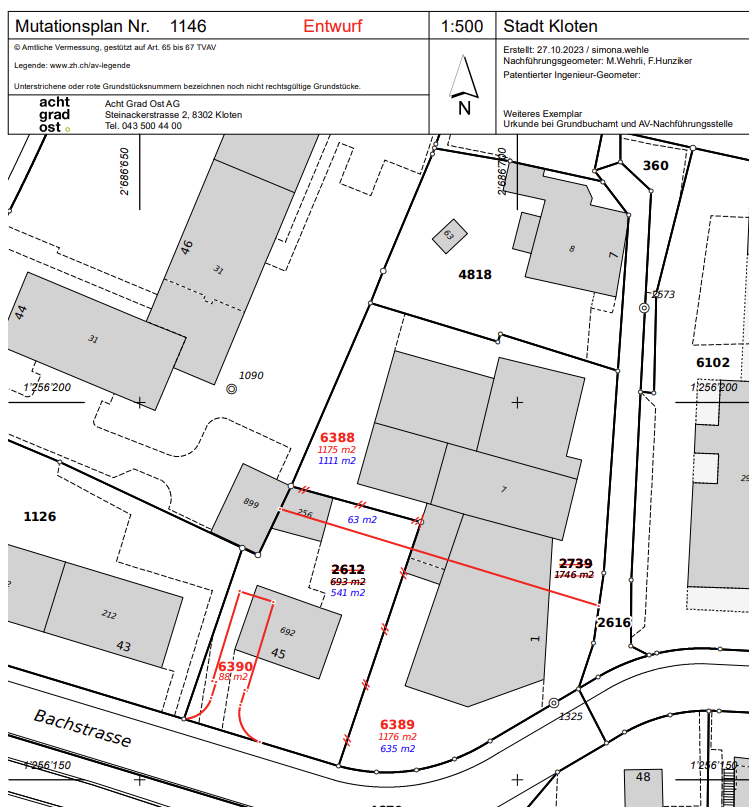 Mutationsplan Nr. 1146
Entwurf
1:500
Stadt Kloten
© Amtliche Vermessung, gestützt auf Art. 65 bis 67 TVAV
Legende: www.zh.ch/av-legende
Unterstrichene oder rote Grundstücksnummern bezeichnen noch nicht rechtsgültige Grundstücke.
Erstellt: 27.10.2023 / simona.wehle
Nachführungsgeometer: M.Wehrli, F.Hunziker
Patentierter Ingenieur-Geometer:
Weiteres Exemplar
Urkunde bei Grundbuchamt und AV-Nachführungsstelle
acht
grad
ost
Acht Grad Ost AG
Steinackerstrasse 2, 8302 Kloten
Tel. 043 500 44 00
N
2'686'650
2'686'700
360
63
8
7
46
31
4818
2573
44
31
6102
1090
1'256'200
1'256'200
6388
1175 m2
1111 m2
7
29
899
256
63 m2
1126
2612
693 m2
541 m2
2739
1746 m2
212
43
692
45
2616
1
6390
88 m2
6389
1176 m2
635 m2
1325
Bachstrasse
1'256'150
1'256'150
48